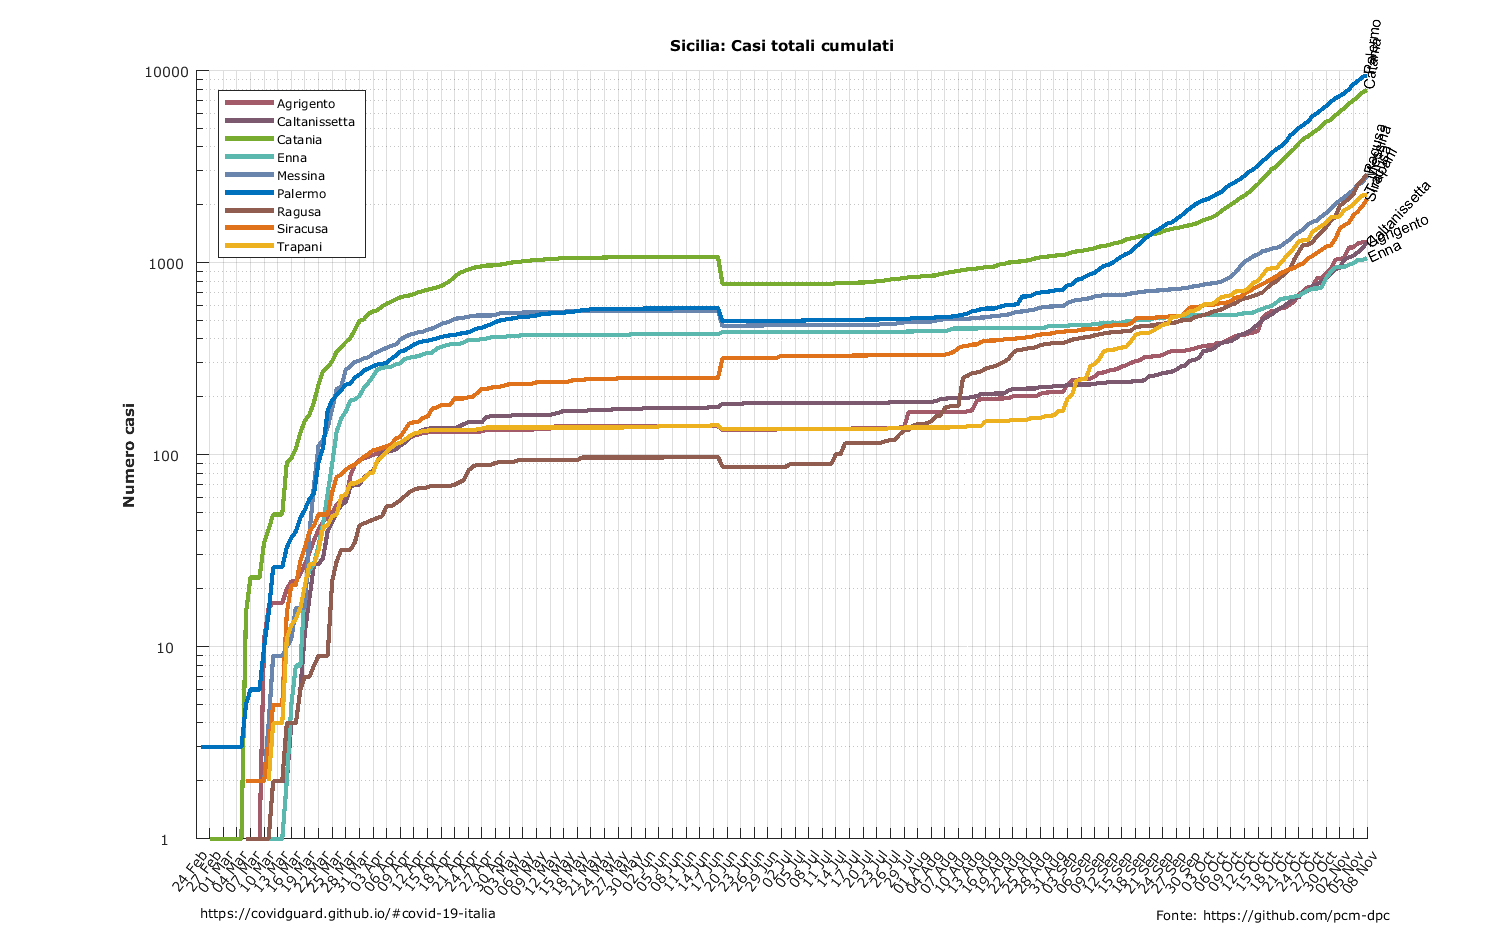 Sicilia: Casi totali cumulati
Numero casi
10000
1000
100
10
1
Agrigento
Caltanissetta
Catania
Enna
Messina
Palermo
Ragusa
Siracusa
Trapani
Palermo
Catania
Ragusa
Messina
Trapani
Siracusa
Caltanissetta
Agrigento
Enna
24 Feb
27 Feb
01 Mar
04 Mar
07 Mar
10 Mar
13 Mar
16 Mar
19 Mar
22 Mar
25 Mar
28 Mar
31 Mar
03 Apr
06 Apr
09 Apr
12 Apr
15 Apr
18 Apr
21 Apr
24 Apr
27 Apr
30 Apr
03 May
06 May
09 May
12 May
15 May
18 May
21 May
24 May
27 May
30 May
02 Jun
05 Jun
08 Jun
11 Jun
14 Jun
17 Jun
20 Jun
23 Jun
26 Jun
29 Jun
02 Jul
05 Jul
08 Jul
11 Jul
14 Jul
17 Jul
20 Jul
23 Jul
26 Jul
29 Jul
01 Aug
04 Aug
07 Aug
10 Aug
13 Aug
16 Aug
19 Aug
22 Aug
25 Aug
28 Aug
31 Aug
03 Sep
06 Sep
09 Sep
12 Sep
15 Sep
18 Sep
21 Sep
24 Sep
27 Sep
30 Sep
03 Oct
06 Oct
09 Oct
12 Oct
15 Oct
18 Oct
21 Oct
24 Oct
27 Oct
30 Oct
02 Nov
05 Nov
08 Nov
https://covidguard.github.io/#covid-19-italia
Fonte: https://github.com/pcm-dpc